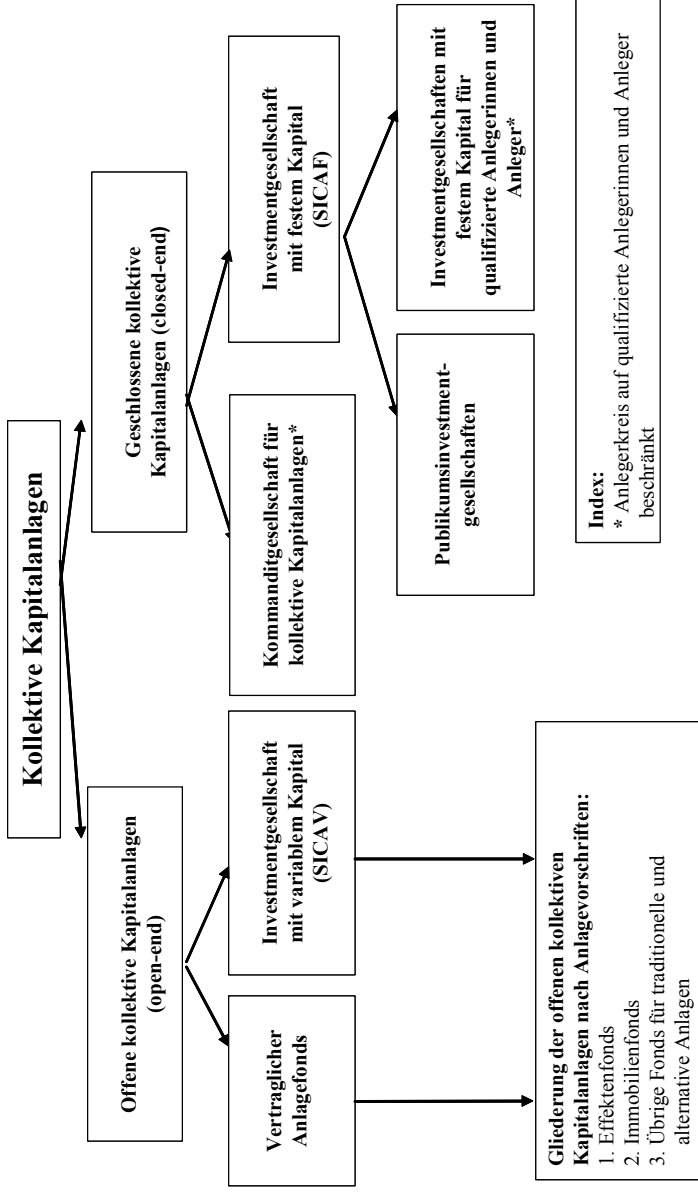 Kollektive Kapitalanlagen
Offene kollektive Kapitalanlagen
(open-end)
Geschlossene kollektive
Kapitalanlagen (closed-end)
Vertraglicher
Anlagefonds
Investmentgesellschaft
mit variablem Kapital
(SICAV)
Kommanditgesellschaft für
kollektive Kapitalanlagen*
Investmentgesellschaft
mit festem Kapital
(SICAF)
Publikumsinvestment-
gesellschaften
Investmentgesellschaften mit
festem Kapital für
qualifizierte Anlegerinnen und
Anleger*
Gliederung der offenen kollektiven
Kapitalanlagen nach Anlagevorschriften:
1. Effektenfonds
2. Immobilienfonds
3. Übrige Fonds für traditionelle und
alternative Anlagen
Index:
* Anlegerkreis auf qualifizierte Anlegerinnen und Anleger
beschränkt